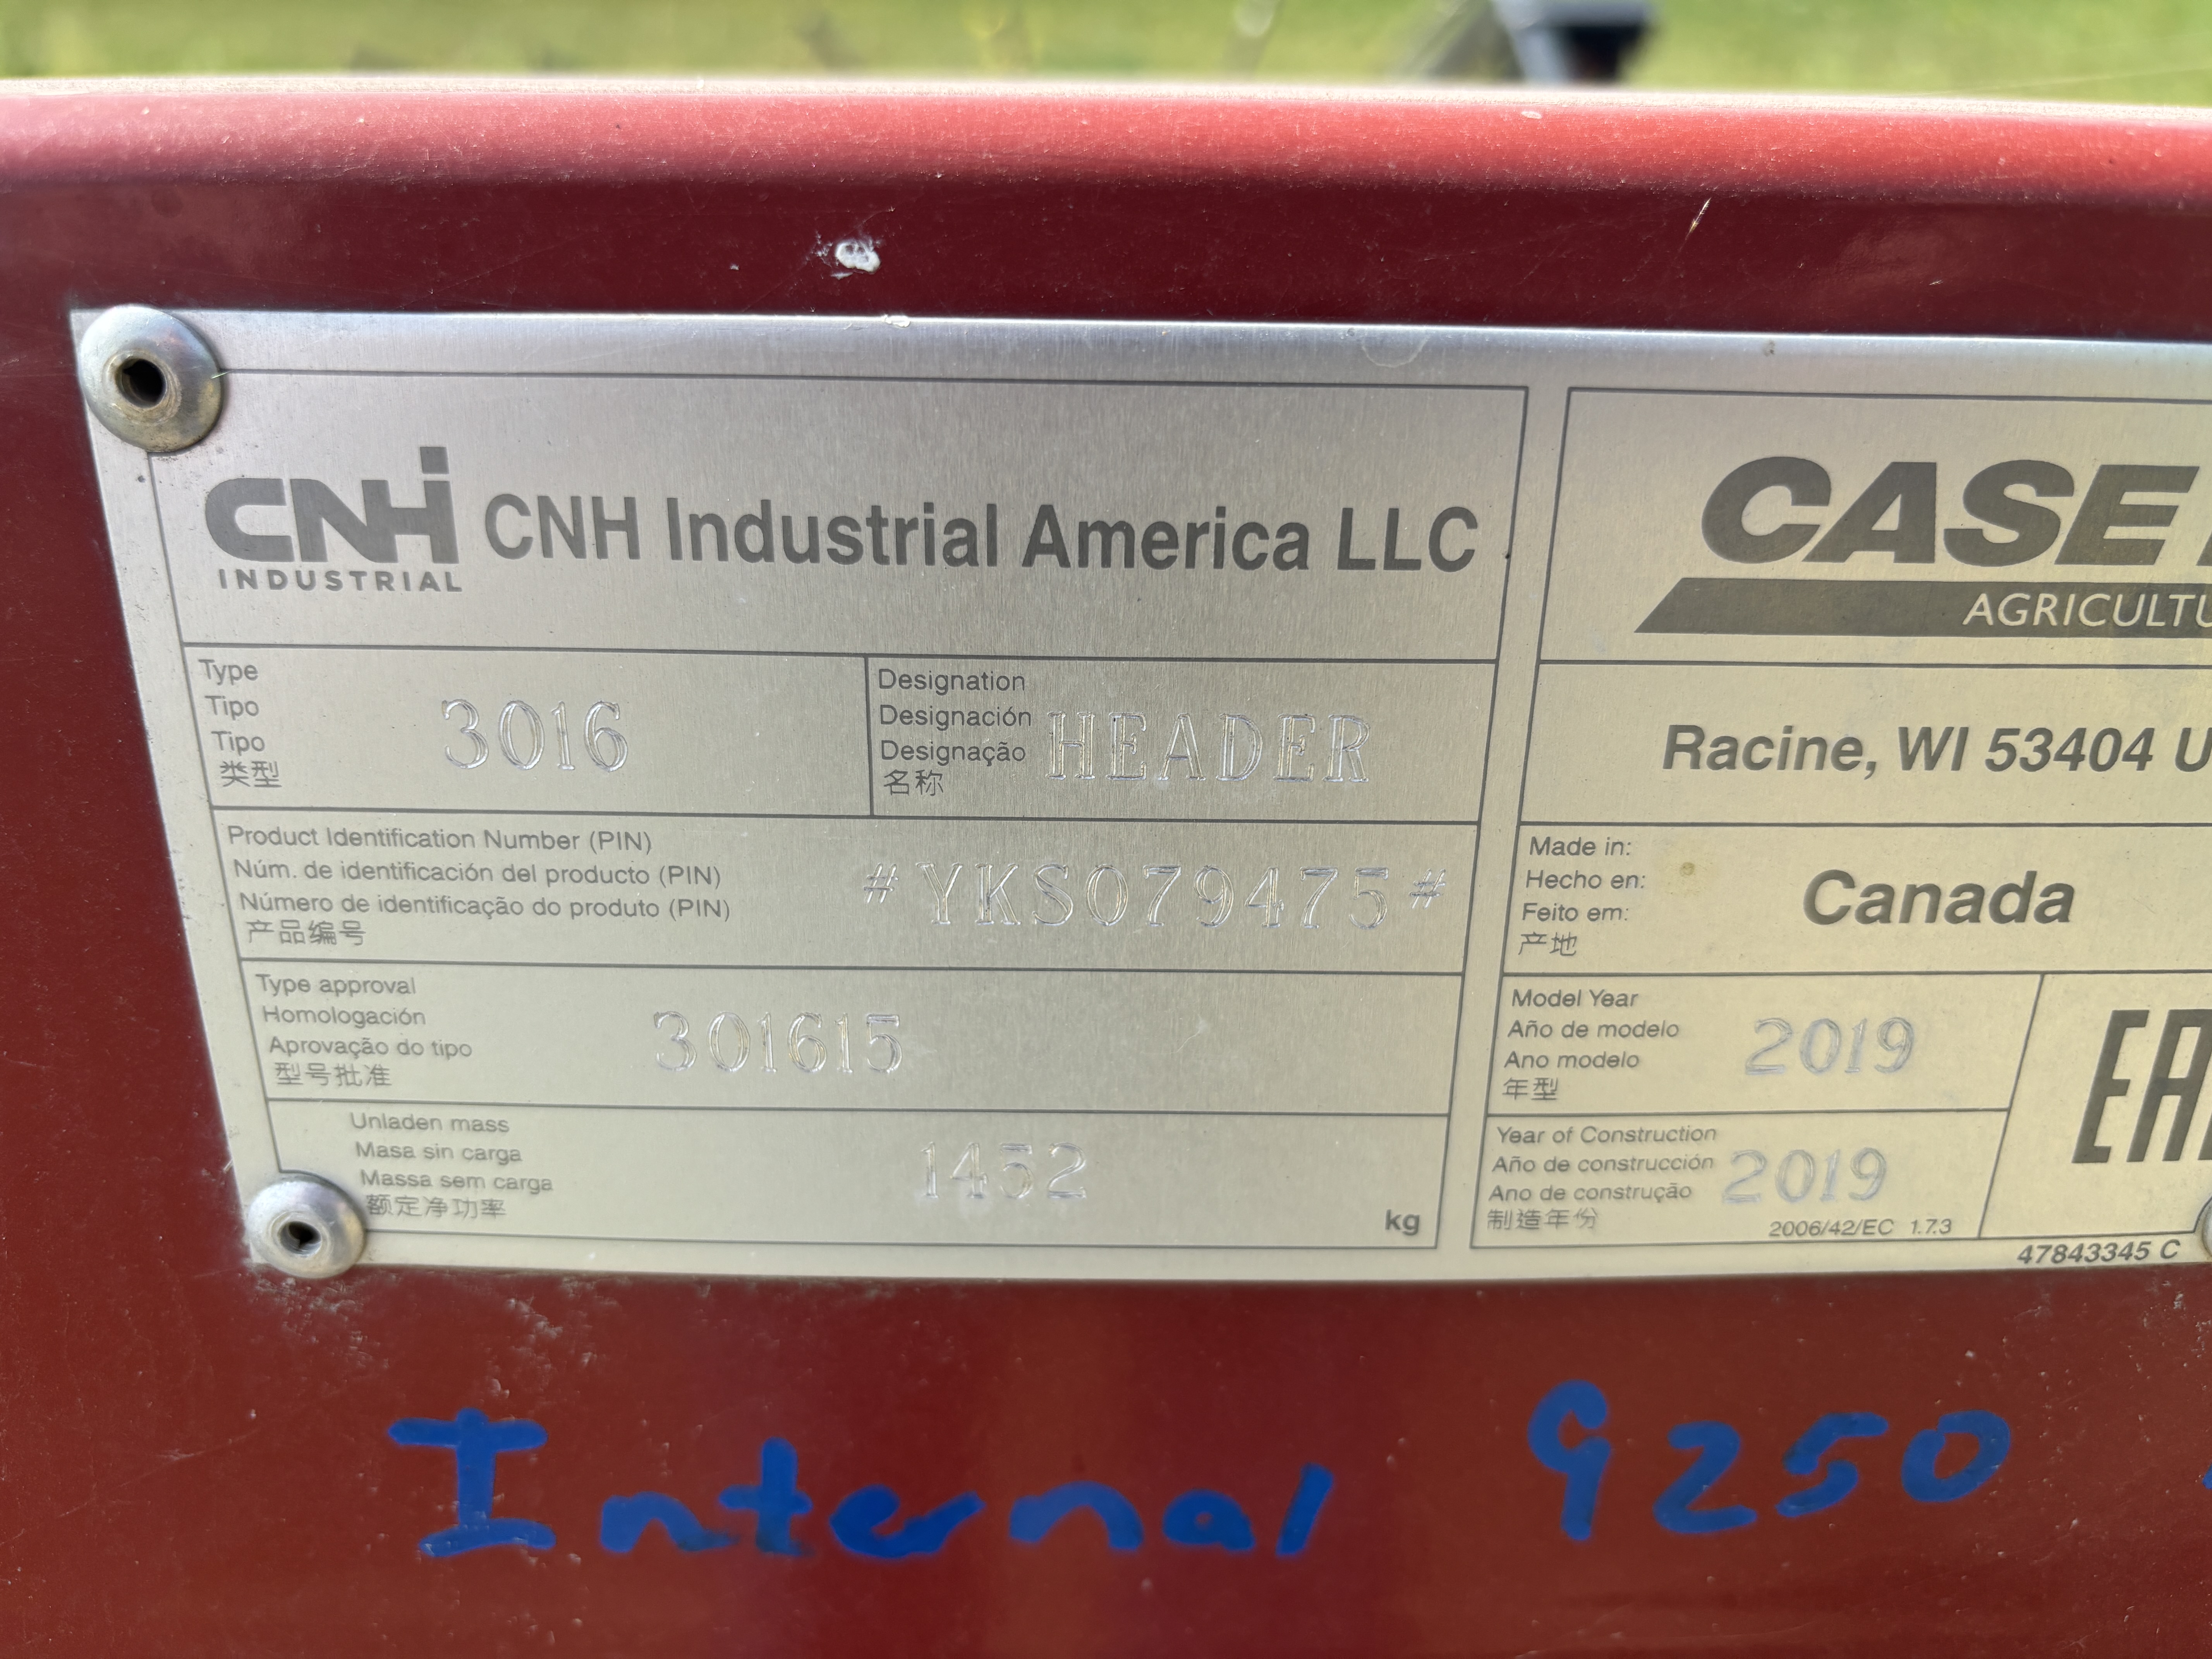 CNH INDUSTRIAL
CNH Industrial America LLC
Type
Tipo
Tipo
类型
3016
Designation
Designación
Designação
名称
HEADER
Product Identification Number (PIN)
Núm. de identificación del producto (PIN)
Número de identificação do produto (PIN)
产品编号
#YKS079475#
Type approval
Homologación
Aprovação do tipo
型号批准
301615
Unladen mass
Masa sin carga
Massa sem carga
额定净功率
1452
kg
CASE
AGRICULTU
Racine, WI 53404 U
Made in:
Hecho en:
Feito em:
产地
Canada
Model Year
Año de modelo
Ano modelo
年型
2019
Year of Construction
Año de construcción
Ano de construção
制造年份
2019
2006/42/EC 1.7.3
EA
47843345 C
Internal 9250